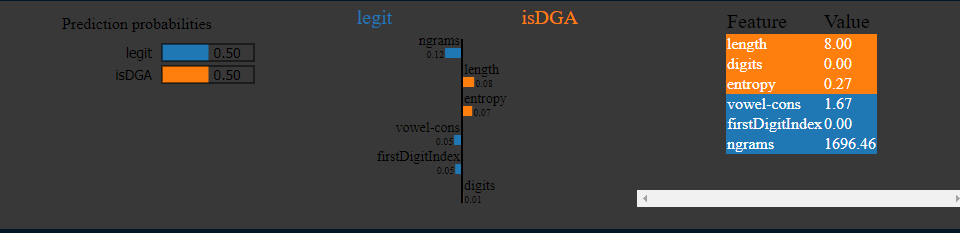 Prediction probabilities
legit 0.50
isDGA 0.50
legit isDGA
ngrams
0.12
length
0.08
entropy
0.07
vowel-cons
0.05
firstDigitIndex
0.05
digits
0.01
Feature Value
length 8.00
digits 0.00
entropy 0.27
vowel-cons 1.67
firstDigitIndex 0.00
ngrams 1696.46